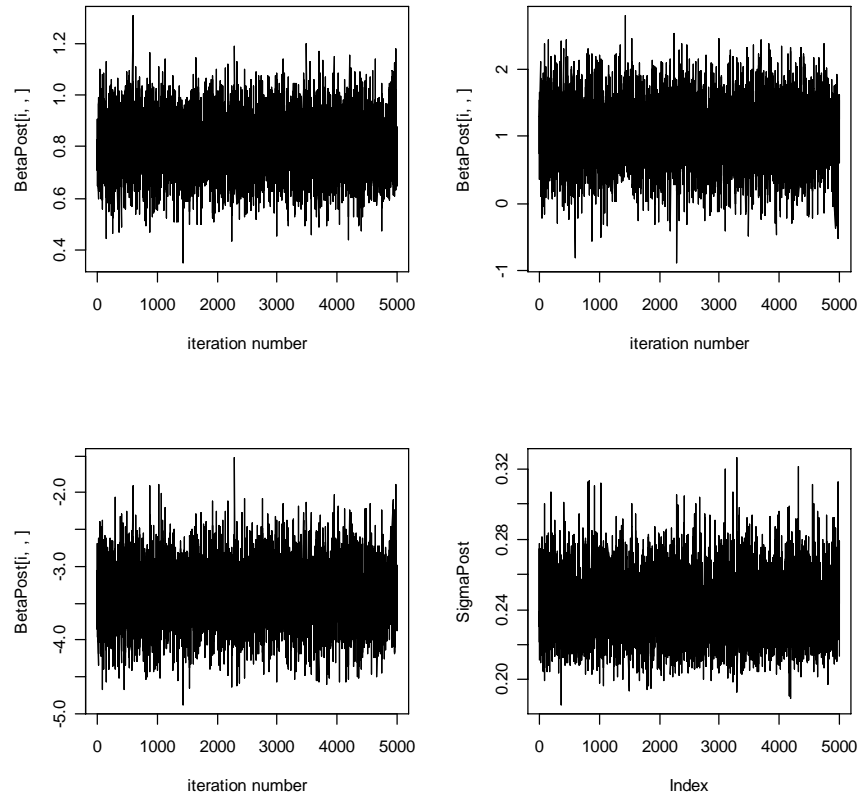 BetaPost[i, , ]
1.2
1.0
0.8
0.6
0.4
0 1000 2000 3000 4000 5000
iteration number
BetaPost[i, , ]
2
1
0
-1
0 1000 2000 3000 4000 5000
iteration number
BetaPost[i, , ]
-2.0
-3.0
-4.0
-5.0
0 1000 2000 3000 4000 5000
iteration number
SigmaPost
0.32
0.28
0.24
0.20
0 1000 2000 3000 4000 5000
Index